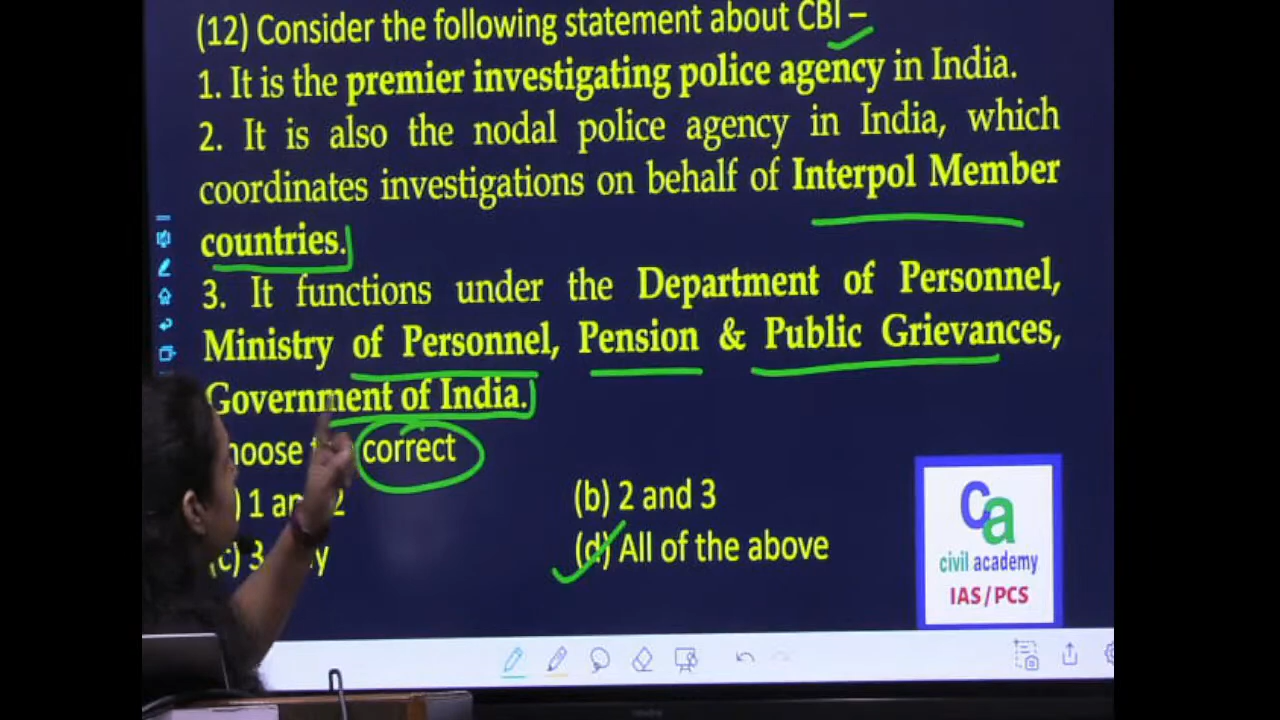 (12) Consider the following statement about CBI –
1. It is the premier investigating police agency in India.
2. It is also the nodal police agency in India, which
coordinates investigations on behalf of Interpol Member
countries.
3. It functions under the Department of Personnel,
Ministry of Personnel, Pension & Public Grievances,
Government of India.
correct
(b) 2 and 3
(d) All of the above
Ca
civil academy
IAS/PCS